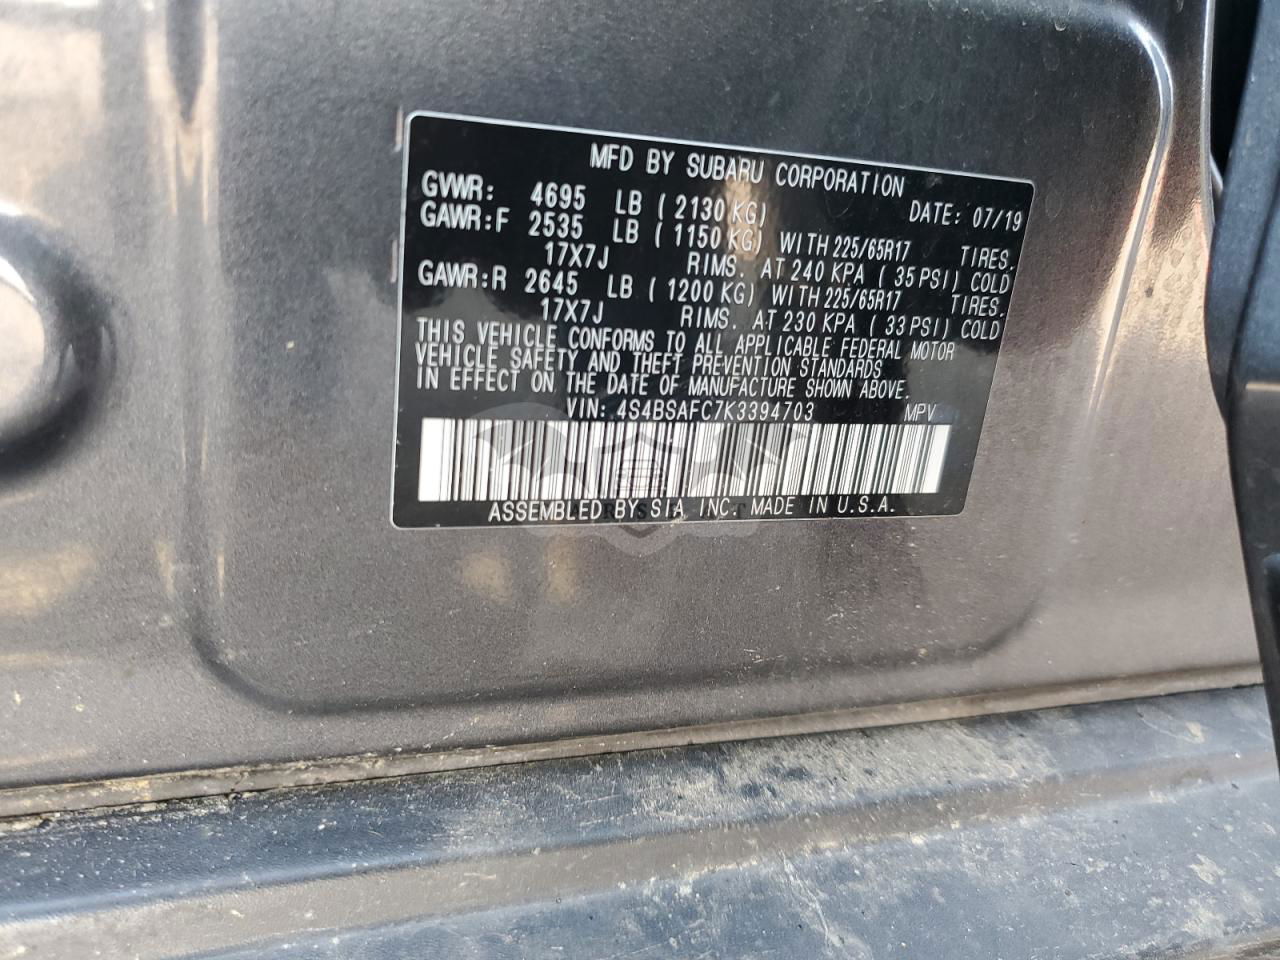 MFD BY SUBARU CORPORATION
DATE: 07/19
GVWR: 4695 LB ( 2130 KG)
GAWR:F 2535 LB ( 1150 KG) WITH 225/65R17 TIRES.
17X7J RIMS. AT 240 KPA ( 35 PSI) COLD
GAWR:R 2645 LB ( 1200 KG) WITH 225/65R17 TIRES.
17X7J RIMS. AT 230 KPA ( 33 PSI) COLD
THIS VEHICLE CONFORMS TO ALL APPLICABLE FEDERAL MOTOR
VEHICLE SAFETY AND THEFT PREVENTION STANDARDS
IN EFFECT ON THE DATE OF MANUFACTURE SHOWN ABOVE.
VIN: 4S4BSAFC7K3394703 MPV
ASSEMBLED BY SIA INC. MADE IN U.S.A.